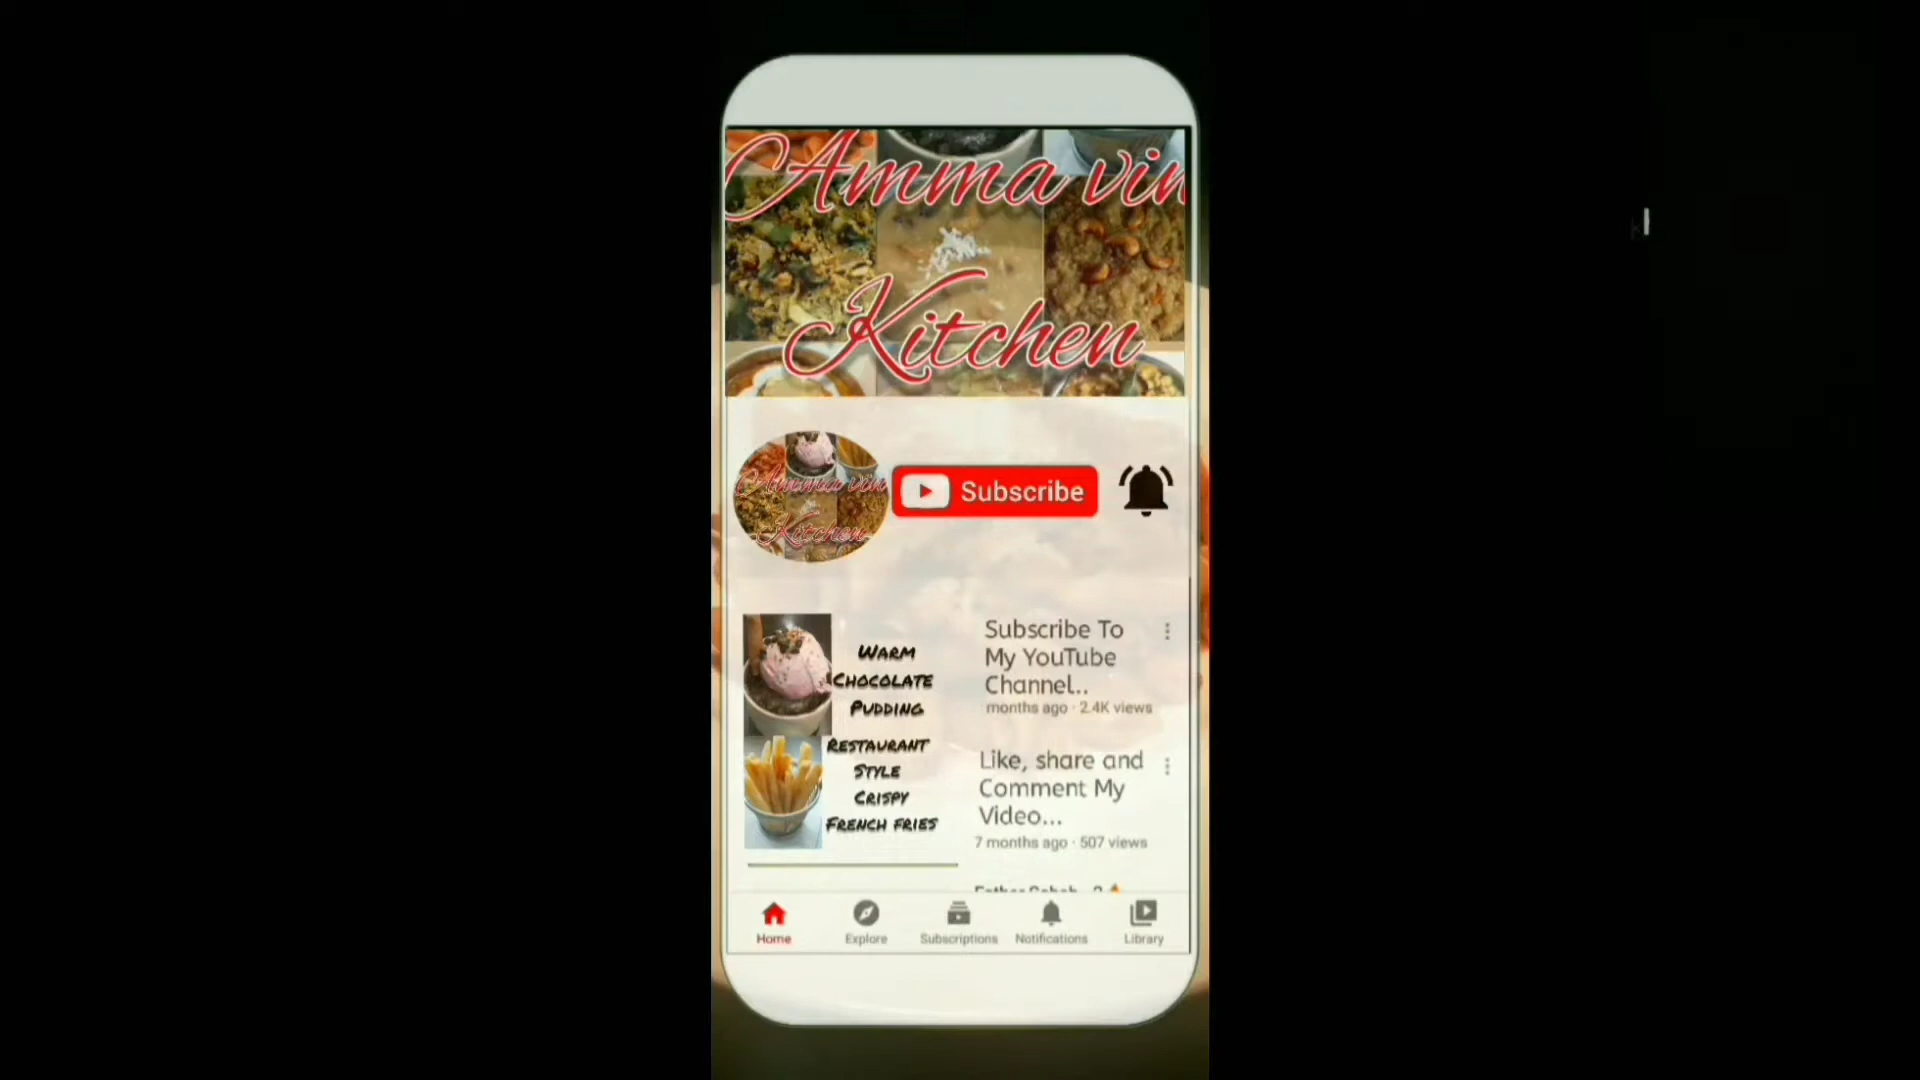 Amma vin
Kitchen
Amma vin
Kitchen
Subscribe
WARM
CHOCOLATE
PUDDING
Subscribe To
My YouTube
Channel..
months ago · 2.4K views
RESTAURANT
STYLE
CRISPY
FRENCH FRIES
Like, share and
Comment My
Video...
7 months ago · 507 views
Home
Explore
Subscriptions
Notifications
Library